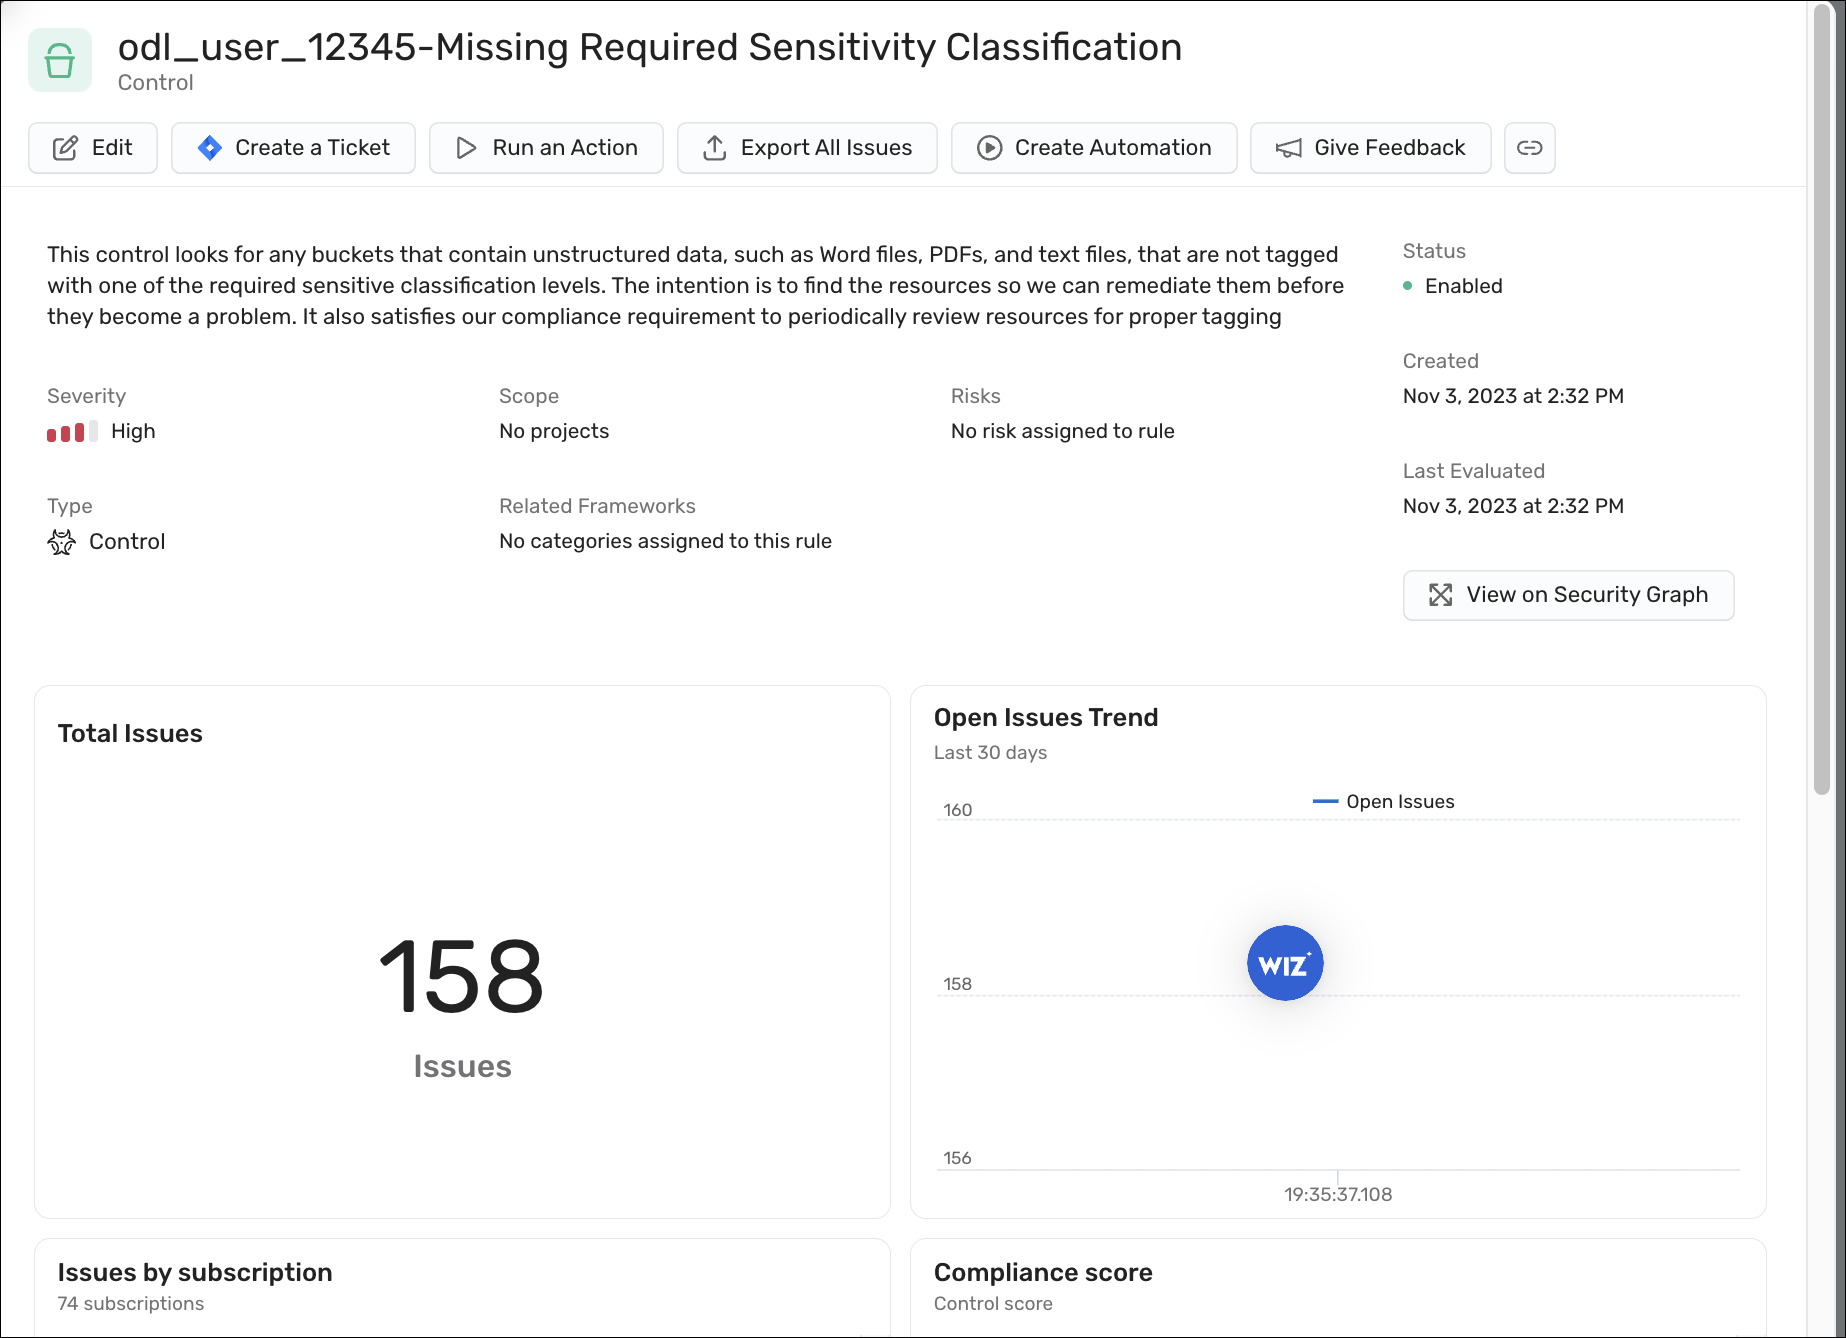 odl_user_12345-Missing Required Sensitivity Classification
Control
Edit
Create a Ticket
Run an Action
Export All Issues
Create Automation
Give Feedback
This control looks for any buckets that contain unstructured data, such as Word files, PDFs, and text files, that are not tagged
with one of the required sensitive classification levels. The intention is to find the resources so we can remediate them before
they become a problem. It also satisfies our compliance requirement to periodically review resources for proper tagging
Status
Enabled
Created
Nov 3, 2023 at 2:32 PM
Last Evaluated
Nov 3, 2023 at 2:32 PM
View on Security Graph
Severity
High
Scope
No projects
Risks
No risk assigned to rule
Type
Control
Related Frameworks
No categories assigned to this rule
Total Issues
158
Issues
Open Issues Trend
Last 30 days
Open Issues
160
158
156
WIZ
19:35:37.108
Issues by subscription
74 subscriptions
Compliance score
Control score